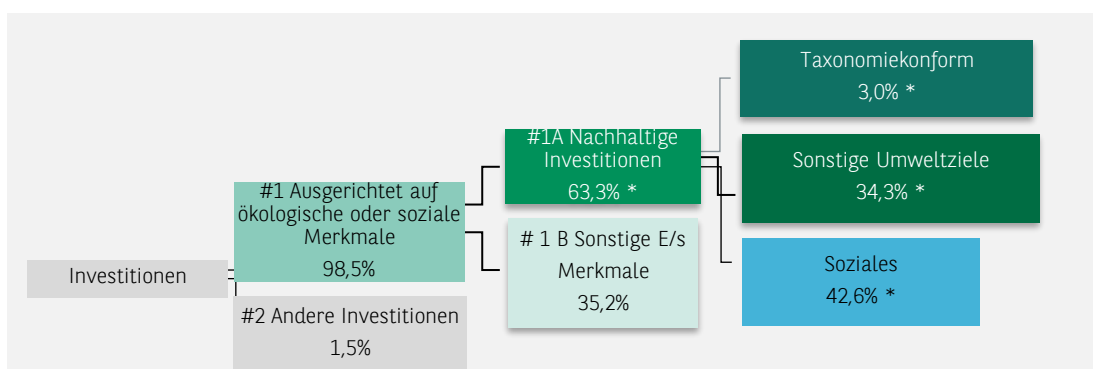 Taxonomiekonform
3,0% *
#1A Nachhaltige
Investitionen
63,3% *
Sonstige Umweltziele
34,3% *
#1 Ausgerichtet auf
ökologische oder soziale
Merkmale
98,5%
# 1 B Sonstige E/s
Merkmale
35,2%
Soziales
42,6% *
Investitionen
#2 Andere Investitionen
1,5%